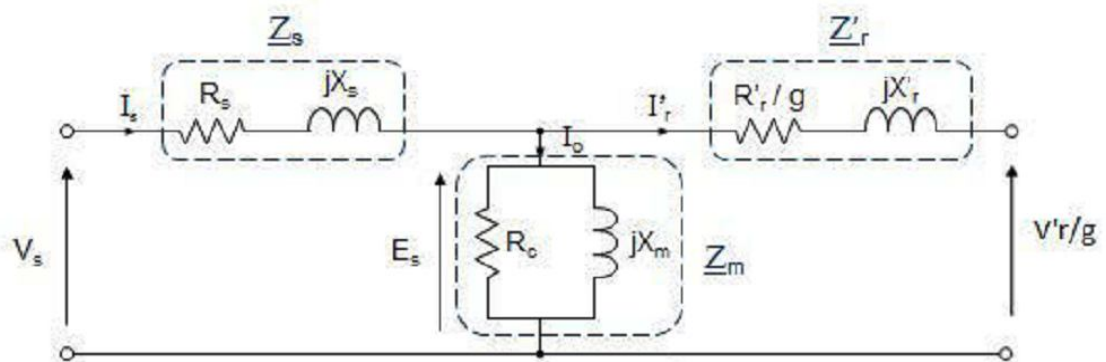 Z̲s Z̲'r
Rs jXs R'r / g jX'r
Is I'r
Io
Vs Es Rc jXm Z̲m v'r/g